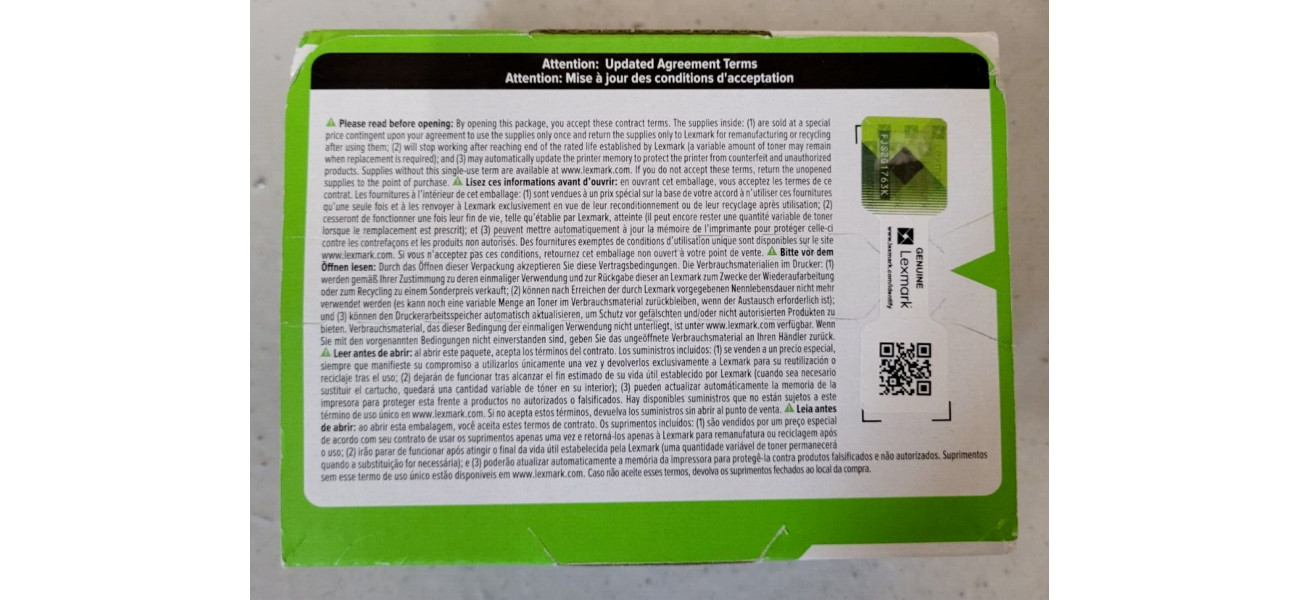 Attention: Updated Agreement Terms
Attention: Mise à jour des conditions d'acceptation
Please read before opening: By opening this package, you accept these contract terms. The supplies inside: (1) are sold at a special
price contingent upon your agreement to use the supplies only once and return the supplies only to Lexmark for remanufacturing or recycling
after using them; (2) will stop working after reaching end of the rated life established by Lexmark (a variable amount of toner may remain
when replacement is required); and (3) may automatically update the printer memory to protect the printer from counterfeit and unauthorized
products. Supplies without this single-use term are available at www.lexmark.com. If you do not accept these terms, return the unopened
supplies to the point of purchase. Lisez ces informations avant d'ouvrir: en ouvrant cet emballage, vous acceptez les termes de ce
contrat. Les fournitures à l'intérieur de cet emballage: (1) sont vendues à un prix spécial sur la base de votre accord à n'utiliser ces fournitures
qu'une seule fois et à les renvoyer à Lexmark exclusivement en vue de leur reconditionnement ou de leur recyclage après utilisation; (2)
cesseront de fonctionner une fois leur fin de vie, telle qu'établie par Lexmark, atteinte (il peut encore rester une quantité variable de toner
lorsque le remplacement est prescrit); et (3) peuvent mettre automatiquement à jour la mémoire de l'imprimante pour protéger celle-ci
contre les contrefaçons et les produits non autorisés. Des fournitures exemptes de conditions d'utilisation unique sont disponibles sur le site
www.lexmark.com. Si vous n'acceptez pas ces conditions, retournez cet emballage non ouvert à votre point de vente. Bitte vor dem
Öffnen lesen: Durch das Öffnen dieser Verpackung akzeptieren Sie diese Vertragsbedingungen. Die Verbrauchsmaterialien im Drucker: (1)
werden gemäß Ihrer Zustimmung zu deren einmaliger Verwendung und zur Rückgabe dieser an Lexmark zum Zwecke der Wiederaufarbeitung
oder zum Recycling zu einem Sonderpreis verkauft; (2) können nach Erreichen der durch Lexmark vorgegebenen Nennlebensdauer nicht mehr
verwendet werden (es kann noch eine variable Menge an Toner im Verbrauchsmaterial zurückbleiben, wenn der Austausch erforderlich ist);
und (3) können den Druckerarbeitsspeicher automatisch aktualisieren, um Schutz vor gefälschten und/oder nicht autorisierten Produkten zu
bieten. Verbrauchsmaterial, das dieser Bedingung der einmaligen Verwendung nicht unterliegt, ist unter www.lexmark.com verfügbar. Wenn
Sie mit den vorgenannten Bedingungen nicht einverstanden sind, geben Sie das ungeöffnete Verbrauchsmaterial an Ihren Händler zurück.
Leer antes de abrir: al abrir este paquete, acepta los términos del contrato. Los suministros incluidos: (1) se venden a un precio especial,
siempre que manifieste su compromiso a utilizarlos únicamente una vez y devolverlos exclusivamente a Lexmark para su reutilización o
reciclaje tras el uso; (2) dejarán de funcionar tras alcanzar el fin estimado de su vida útil establecido por Lexmark (cuando sea necesario
sustituir el cartucho, quedará una cantidad variable de tóner en su interior); (3) pueden actualizar automáticamente la memoria de la
impresora para proteger esta frente a productos no autorizados o falsificados. Hay disponibles suministros que no están sujetos a este
término de uso único en www.lexmark.com. Si no acepta estos términos, devuelva los suministros sin abrir al punto de venta. Leia antes
de abrir: ao abrir esta embalagem, você aceita estes termos de contrato. Os suprimentos incluídos: (1) são vendidos por um preço especial
de acordo com seu contrato de usar os suprimentos apenas uma vez e retorná-los apenas à Lexmark para remanufatura ou reciclagem após
o uso; (2) irão parar de funcionar após atingir o final da vida útil estabelecida pela Lexmark (uma quantidade variável de toner permanecerá
quando a substituição for necessária); e (3) poderão atualizar automaticamente a memória da impressora para protegê-la contra produtos falsificados e não autorizados. Suprimentos
sem esse termo de uso único estão disponíveis em www.lexmark.com. Caso não aceite esses termos, devolva os suprimentos fechados ao local da compra.
GENUINE
Lexmark
www.lexmark.com/identify